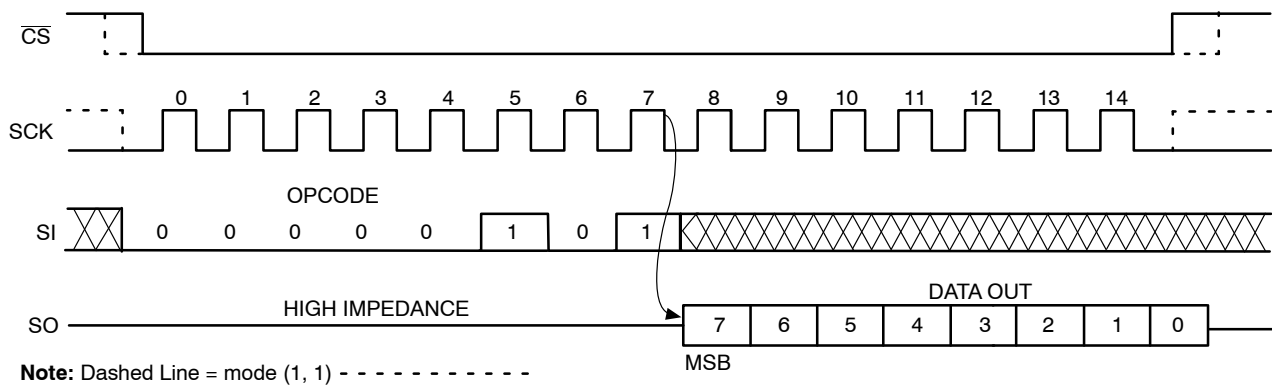 CS
0 1 2 3 4 5 6 7 8 9 10 11 12 13 14
SCK
OPCODE
SI 0 0 0 0 0 1 0 1
HIGH IMPEDANCE DATA OUT
SO 7 6 5 4 3 2 1 0
MSB
Note: Dashed Line = mode (1, 1)